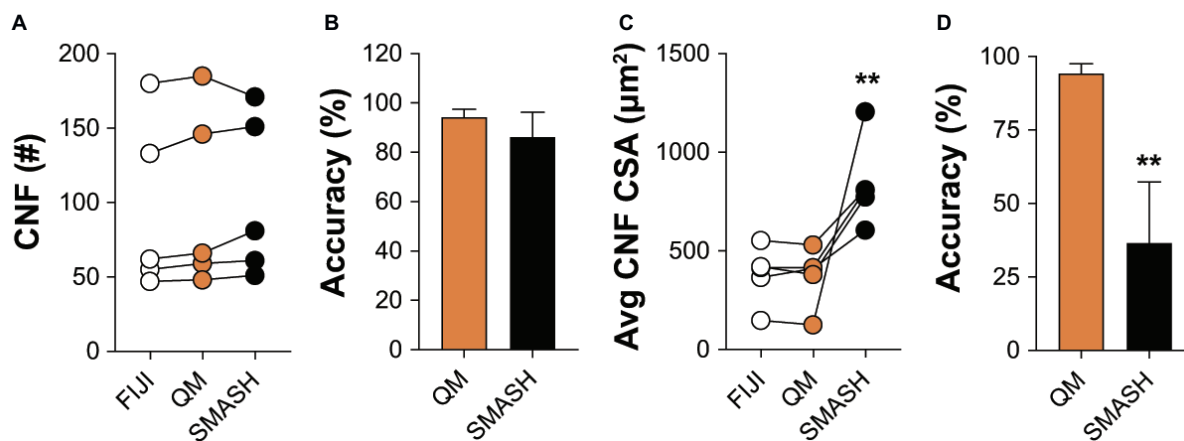 A
CNF (#)
200
150
100
50
0
FIJI
QM
SMASH
B
Accuracy (%)
120
100
80
60
40
20
0
QM
SMASH
C
Avg CNF CSA (µm²)
1500
1000
500
0
**
FIJI
QM
SMASH
D
Accuracy (%)
100
75
50
25
0
**
QM
SMASH